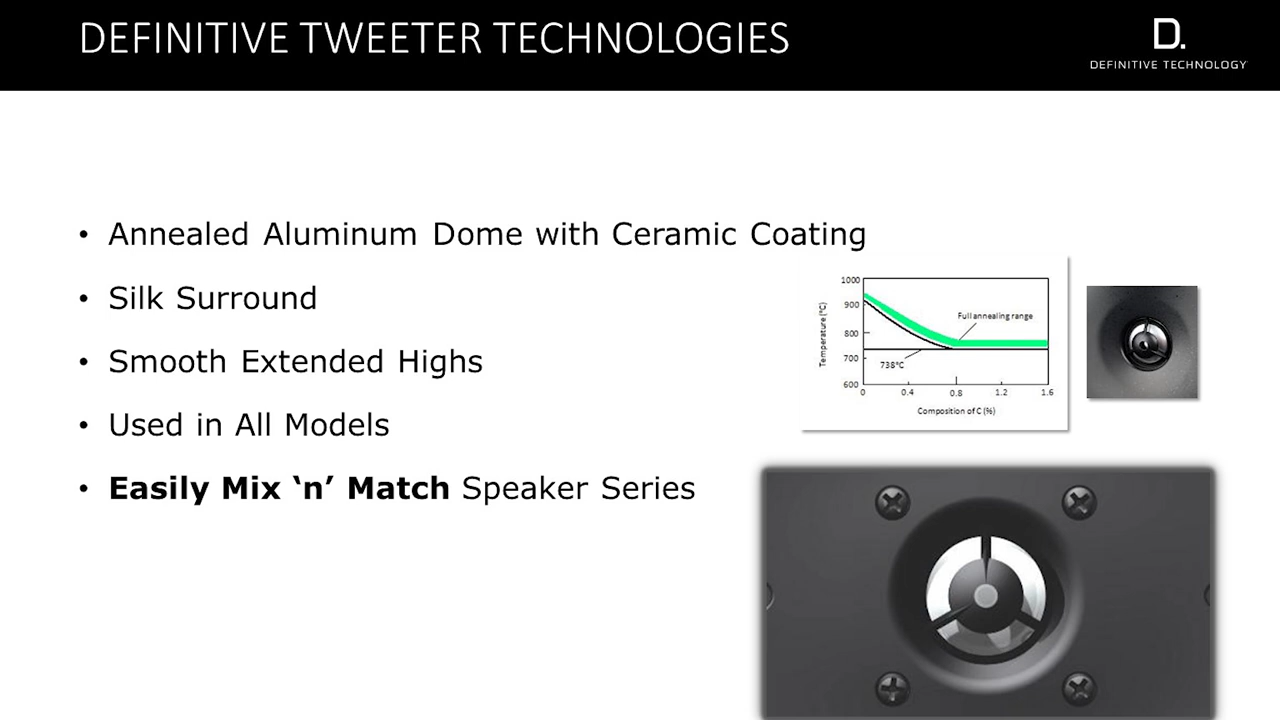 DEFINITIVE TWEETER TECHNOLOGIES
D.
DEFINITIVE TECHNOLOGY
• Annealed Aluminum Dome with Ceramic Coating
• Silk Surround
• Smooth Extended Highs
• Used in All Models
• Easily Mix ‘n’ Match Speaker Series
Temperature (°C)
1000
900
800
700
600
Full annealing range
738°C
0 0.4 0.8 1.2 1.6
Composition of C (%)